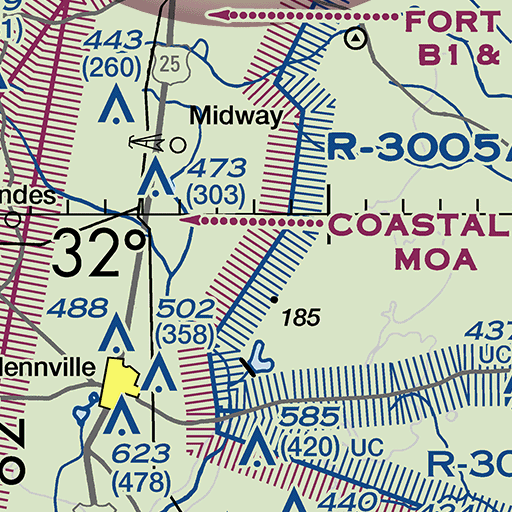 FORT
B1 &
443
(260)
25
Midway
R-3005A
473
(303)
ndes
COASTAL
MOA
32°
185
488
502
(358)
437
UC
lennville
585
(420) UC
623
(478)
R-30
440